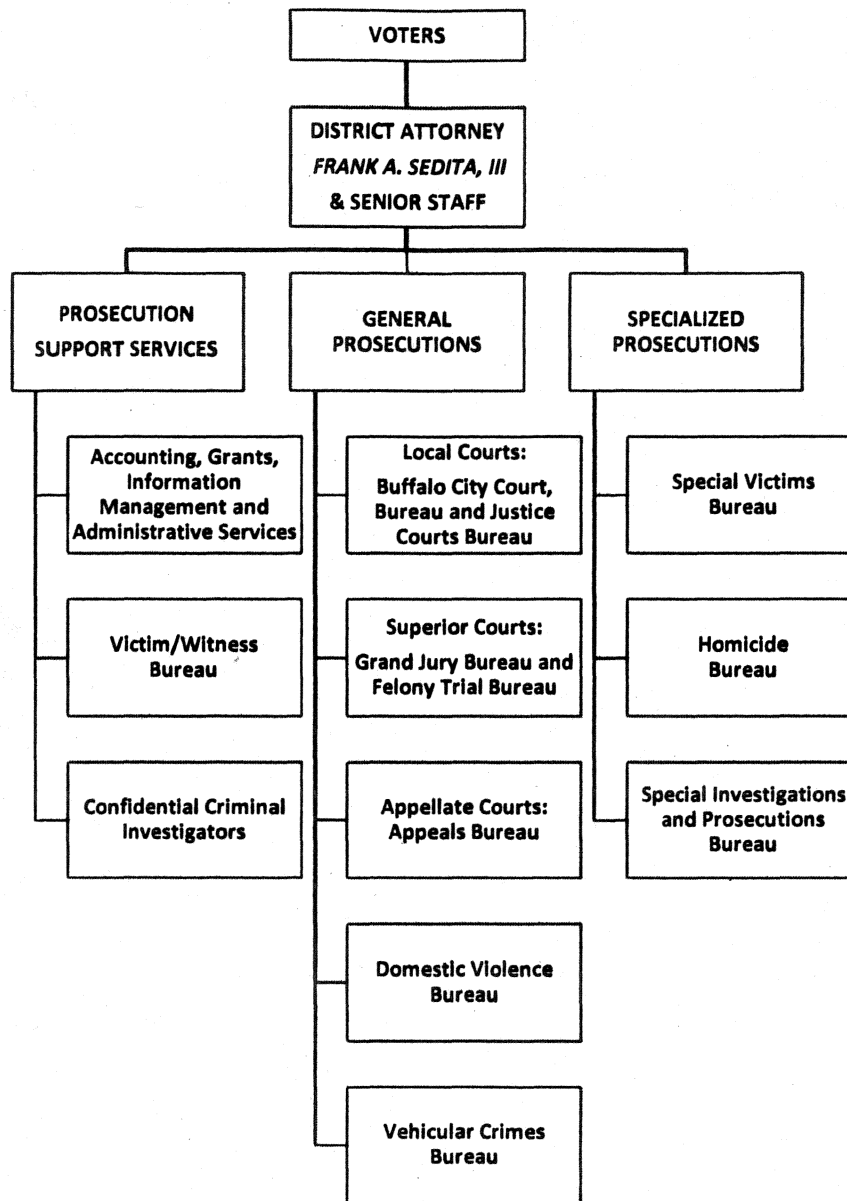 VOTERS
DISTRICT ATTORNEY
FRANK A. SEDITA, III
& SENIOR STAFF
PROSECUTION
SUPPORT SERVICES
Accounting, Grants,
Information
Management and
Administrative Services
Victim/Witness
Bureau
Confidential Criminal
Investigators
GENERAL
PROSECUTIONS
Local Courts:
Buffalo City Court,
Bureau and Justice
Courts Bureau
Superior Courts:
Grand Jury Bureau and
Felony Trial Bureau
Appellate Courts:
Appeals Bureau
Domestic Violence
Bureau
Vehicular Crimes
Bureau
SPECIALIZED
PROSECUTIONS
Special Victims
Bureau
Homicide
Bureau
Special Investigations
and Prosecutions
Bureau